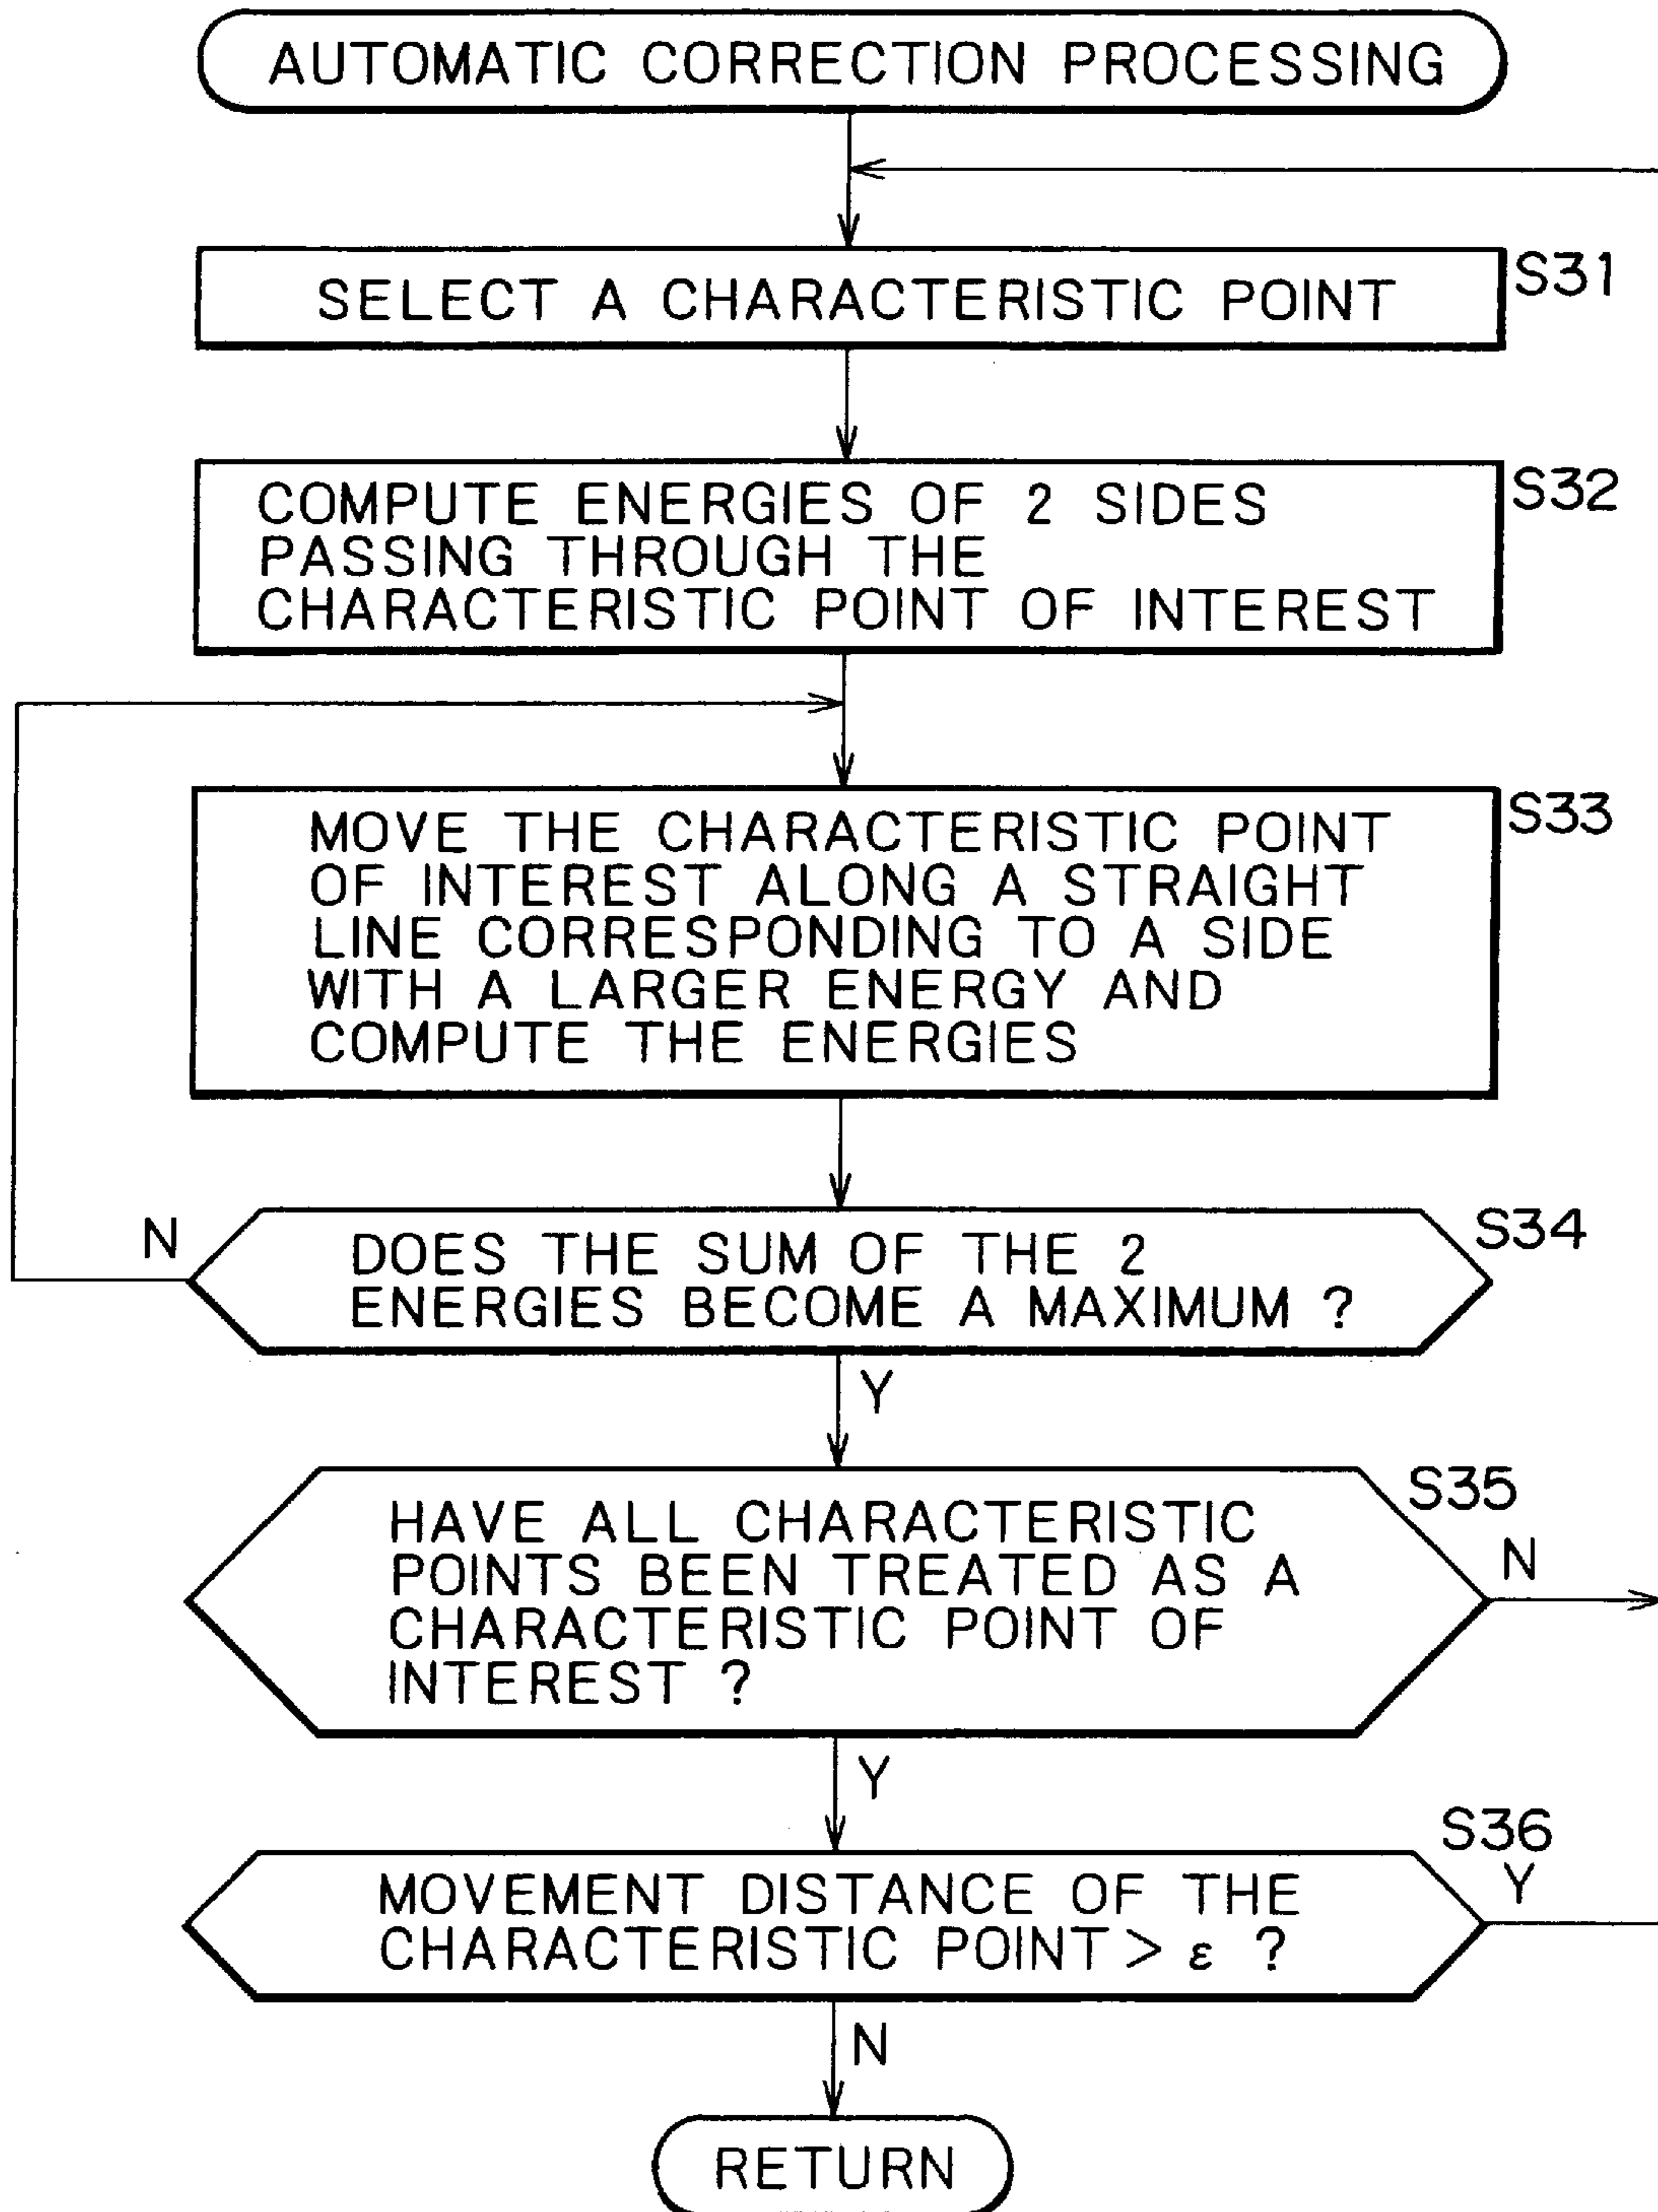 AUTOMATIC CORRECTION PROCESSING
SELECT A CHARACTERISTIC POINT
S31
COMPUTE ENERGIES OF 2 SIDES
PASSING THROUGH THE
CHARACTERISTIC POINT OF INTEREST
S32
MOVE THE CHARACTERISTIC POINT
OF INTEREST ALONG A STRAIGHT
LINE CORRESPONDING TO A SIDE
WITH A LARGER ENERGY AND
COMPUTE THE ENERGIES
S33
N
DOES THE SUM OF THE 2
ENERGIES BECOME A MAXIMUM ?
S34
Y
HAVE ALL CHARACTERISTIC
POINTS BEEN TREATED AS A
CHARACTERISTIC POINT OF
INTEREST ?
S35
N
Y
MOVEMENT DISTANCE OF THE
CHARACTERISTIC POINT > ε ?
S36
Y
N
RETURN